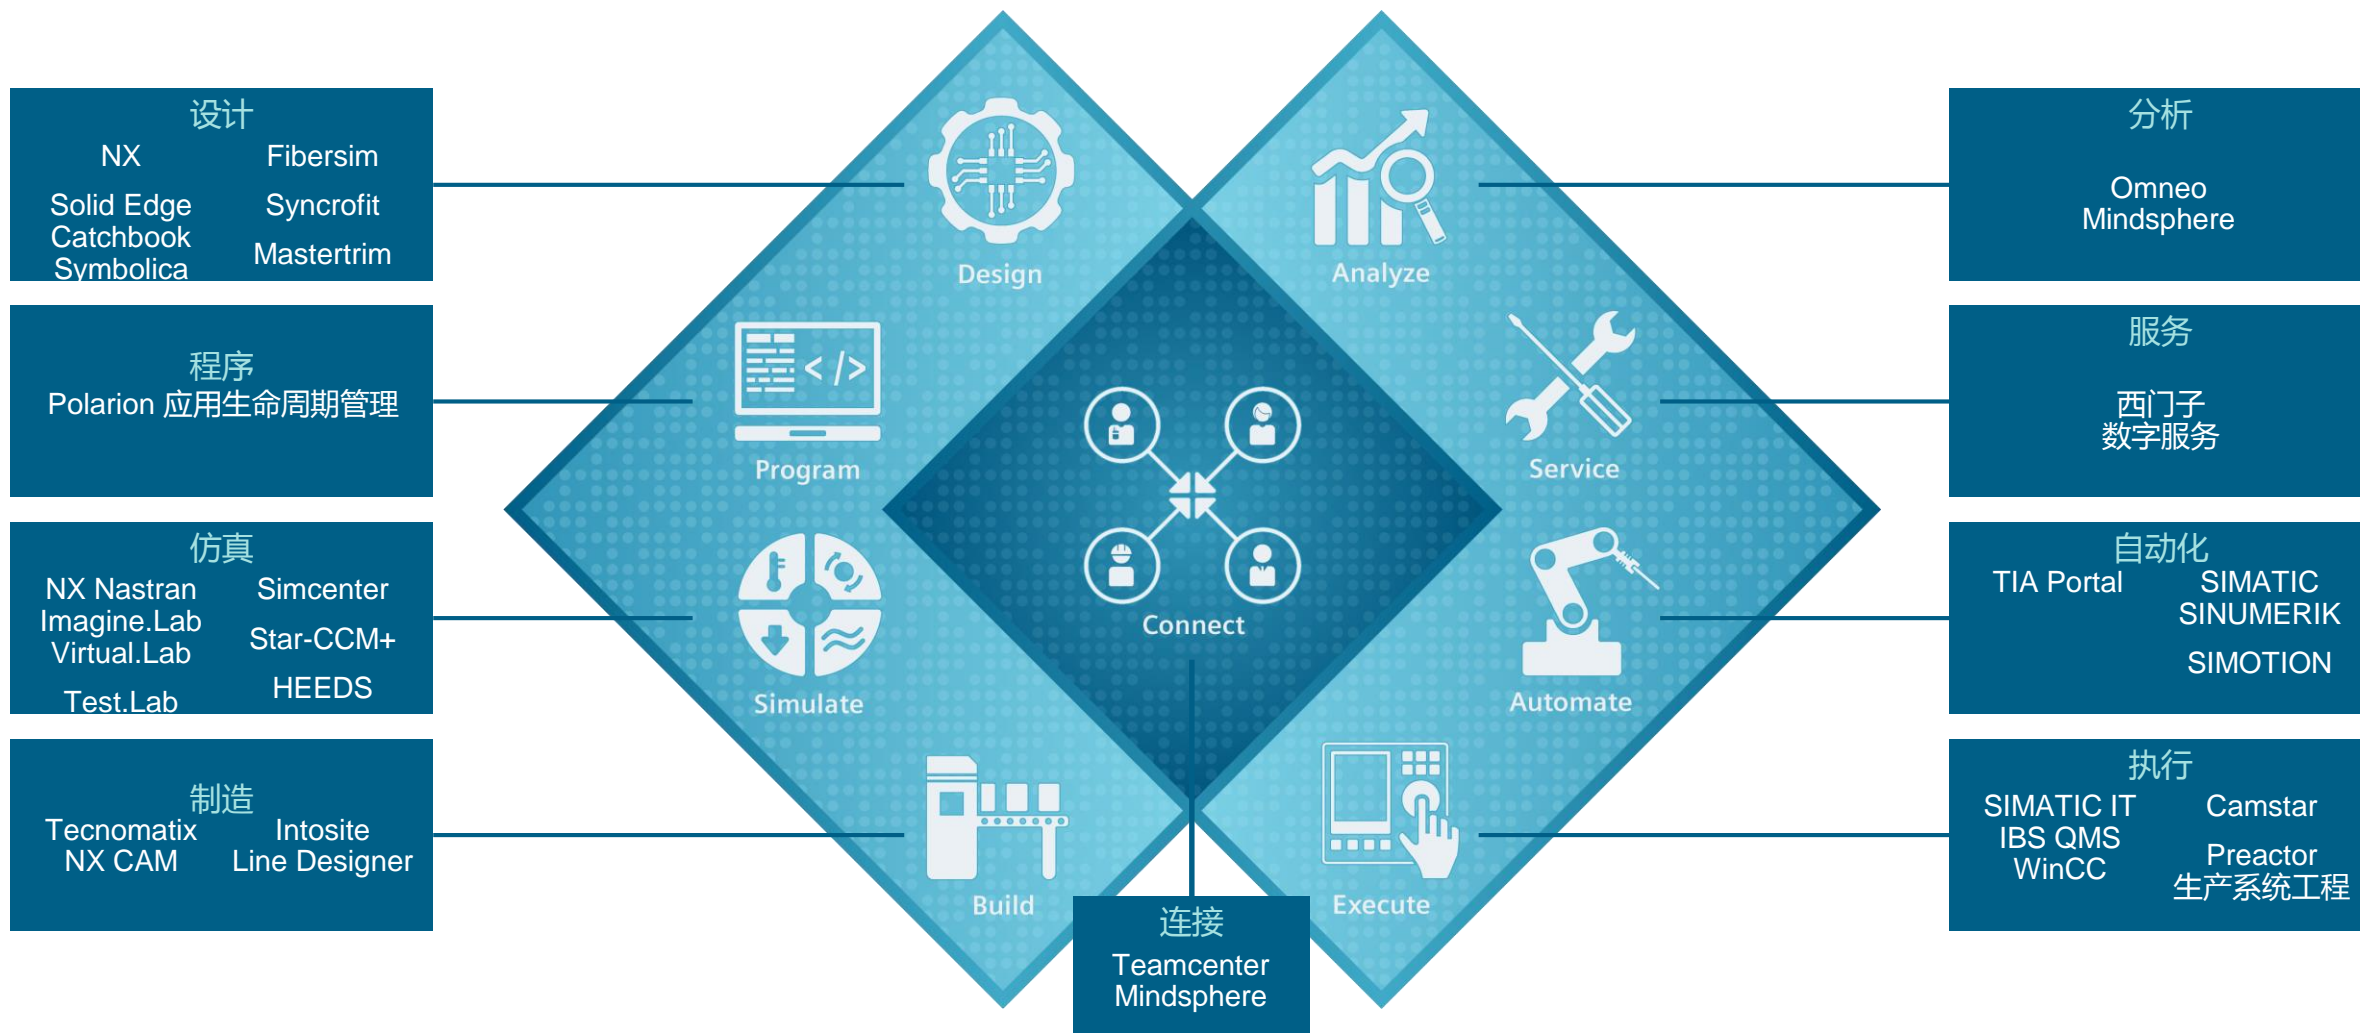 设计
NX
Fibersim
Solid Edge
Syncrofit
Catchbook
Mastertrim
Symbolica
程序
Polarion 应用生命周期管理
仿真
NX Nastran
Simcenter
Imagine.Lab
Star-CCM+
Virtual.Lab
HEEDS
Test.Lab
制造
Tecnomatix
Intosite
NX CAM
Line Designer
Design
Program
Simulate
Build
</>
Connect
Analyze
Service
Automate
Execute
连接
Teamcenter
Mindsphere
分析
Omneo
Mindsphere
服务
西门子
数字服务
自动化
TIA Portal
SIMATIC
SINUMERIK
SIMOTION
执行
SIMATIC IT
Camstar
IBS QMS
Preactor
WinCC
生产系统工程